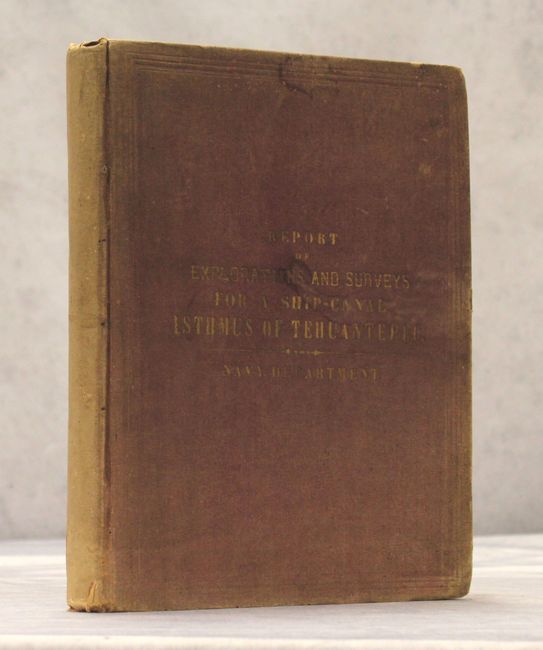 REPORT
OF
EXPLORATIONS AND SURVEYS
FOR A SHIP-CANAL
ISTHMUS OF TEHUANTEPEC.
NAVY DEPARTMENT